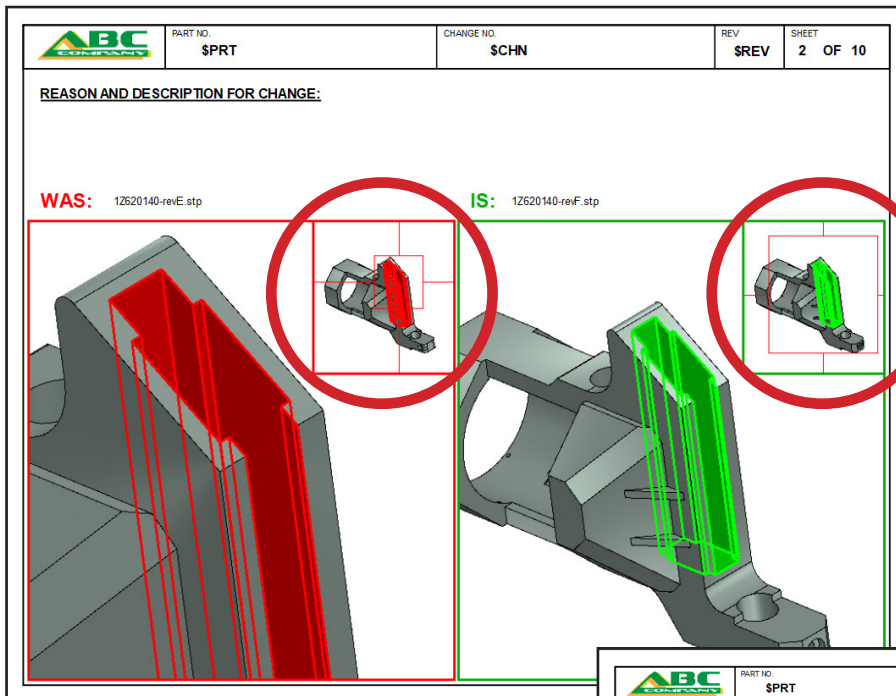 ABC
COMPANY
PART NO.
$PRT
CHANGE NO.
$CHN
REV
$REV
SHEET
2 OF 10
REASON AND DESCRIPTION FOR CHANGE:
WAS: 1Z620140-revE.stp
IS: 1Z620140-revF.stp
ABC
COMPANY
PART NO.
$PRT